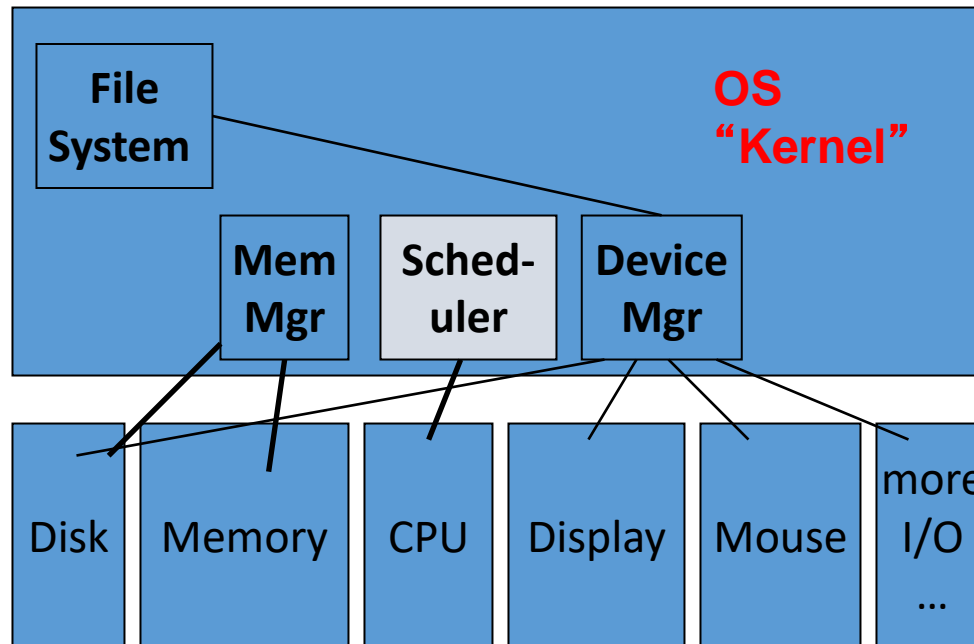 File
System
OS
“Kernel”
Mem
Mgr
Sched-
uler
Device
Mgr
Disk
Memory
CPU
Display
Mouse
more
I/O
...